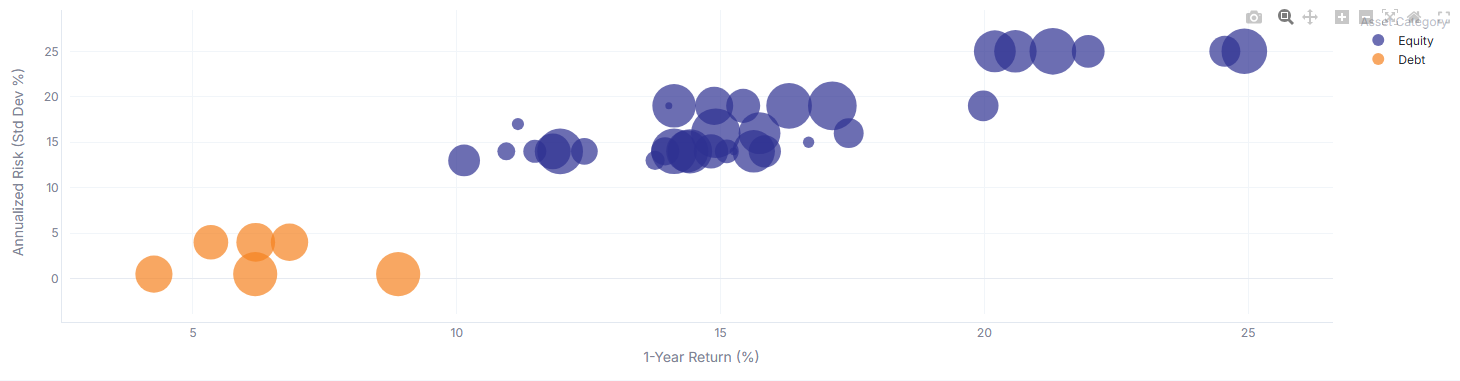 Asset Category
Equity
Debt
25
20
15
10
5
0
Annualized Risk (Std Dev %)
5
10
15
20
25
1-Year Return (%)